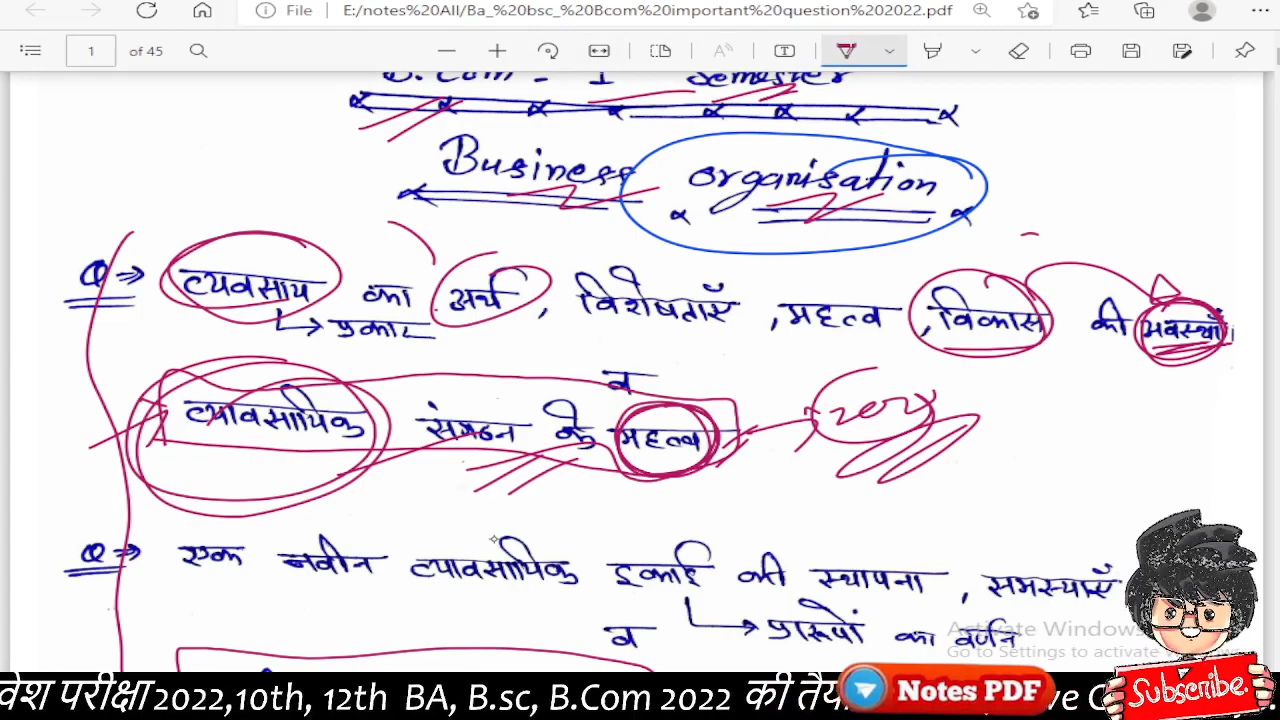 File | E:/notes%20All/Ba_%20bsc_%20Bcom%20important%20question%202022.pdf
1 of 45
B.Com - I Semester
Business organisation
Q ⇒ व्यवसाय का अर्थ, विशेषताएँ, महत्व, विकास की अवस्थाएँ।
↳ प्रकार
व
व्यावसायिक संगठन के महत्व
Q ⇒ एक नवीन व्यावसायिक इकाई की स्थापना, समस्याएँ
व ↳ प्रारूपों का वर्णन
Activate Windows
Go to Settings to activate
वेश परीक्षा 2022,10th, 12th BA, B.sc, B.Com 2022 की तैय
Notes PDF
Subscribe.